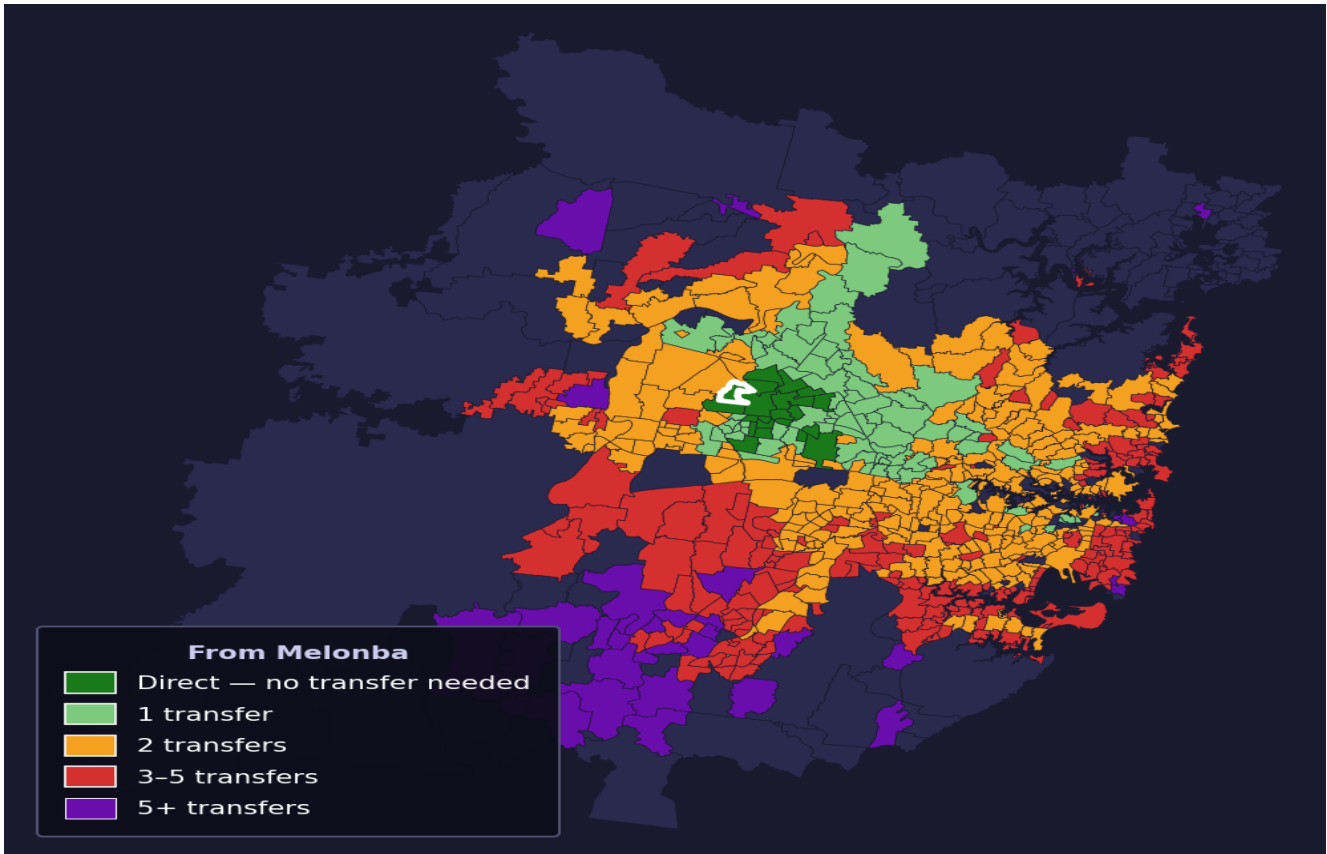 From Melonba
Direct — no transfer needed
1 transfer
2 transfers
3–5 transfers
5+ transfers